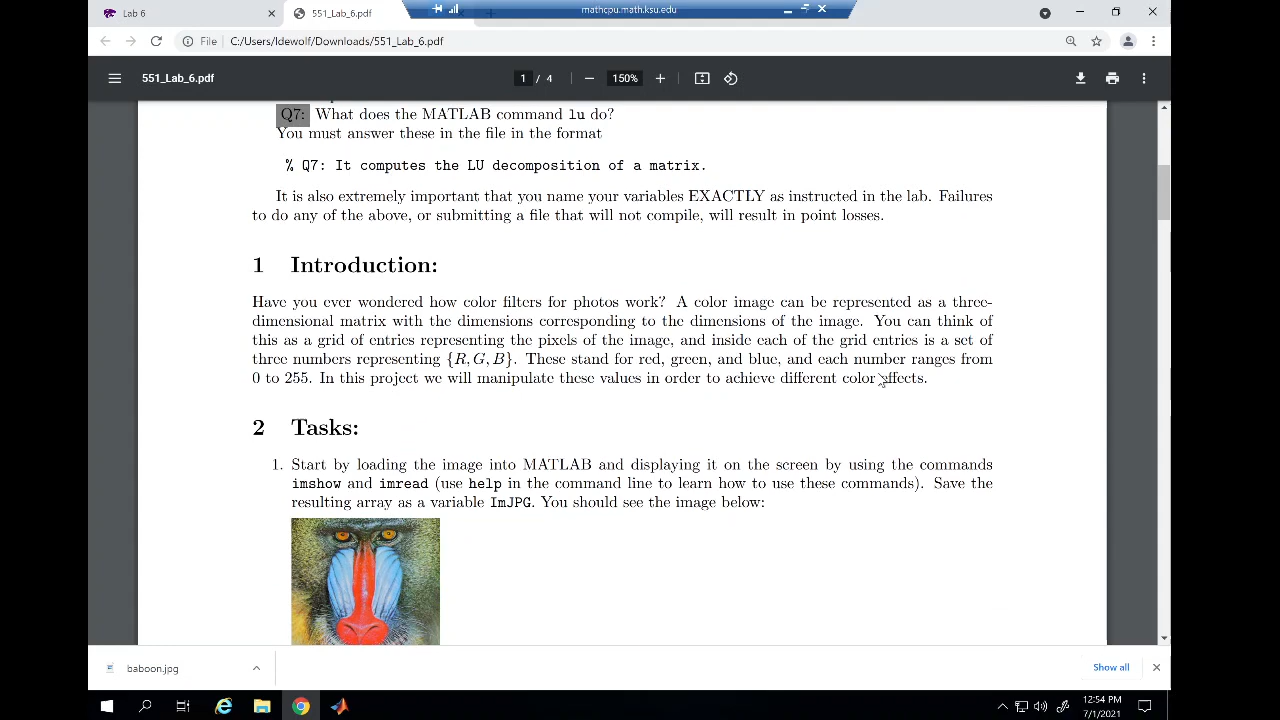 Lab 6
551_Lab_6.pdf
mathcpu.math.ksu.edu
File
C:/Users/ldewolf/Downloads/551_Lab_6.pdf
551_Lab_6.pdf
1 / 4
150%
Q7: What does the MATLAB command lu do?
You must answer these in the file in the format
% Q7: It computes the LU decomposition of a matrix.
It is also extremely important that you name your variables EXACTLY as instructed in the lab. Failures
to do any of the above, or submitting a file that will not compile, will result in point losses.
1 Introduction:
Have you ever wondered how color filters for photos work? A color image can be represented as a three-
dimensional matrix with the dimensions corresponding to the dimensions of the image. You can think of
this as a grid of entries representing the pixels of the image, and inside each of the grid entries is a set of
three numbers representing {R, G, B}. These stand for red, green, and blue, and each number ranges from
0 to 255. In this project we will manipulate these values in order to achieve different color effects.
2 Tasks:
1. Start by loading the image into MATLAB and displaying it on the screen by using the commands
imshow and imread (use help in the command line to learn how to use these commands). Save the
resulting array as a variable ImJPG. You should see the image below:
baboon.jpg
Show all
12:54 PM
7/1/2021